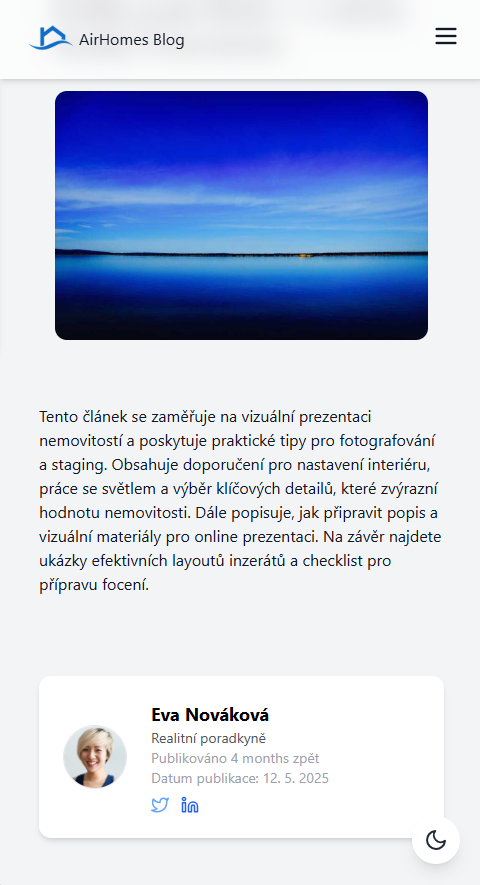 AirHomes Blog
Tento článek se zaměřuje na vizuální prezentaci
nemovitostí a poskytuje praktické tipy pro fotografování
a staging. Obsahuje doporučení pro nastavení interiéru,
práce se světlem a výběr klíčových detailů, které zvýrazní
hodnotu nemovitosti. Dále popisuje, jak připravit popis a
vizuální materiály pro online prezentaci. Na závěr najdete
ukázky efektivních layoutů inzerátů a checklist pro
přípravu focení.
Eva Nováková
Realitní poradkyně
Publikováno 4 months zpět
Datum publikace: 12. 5. 2025